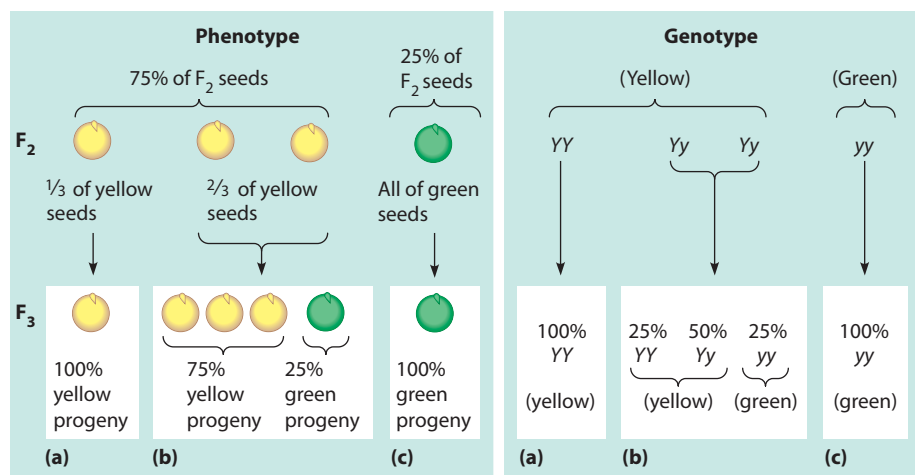 Phenotype
75% of F2 seeds
25% of
F2 seeds
F2
1/3 of yellow
seeds
2/3 of yellow
seeds
All of green
seeds
F3
100%
yellow
progeny
75%
yellow
progeny
25%
green
progeny
100%
green
progeny
(a)
(b)
(c)
Genotype
(Yellow)
(Green)
YY
Yy
Yy
yy
100%
YY
(yellow)
25%
YY
50%
Yy
(yellow)
25%
yy
(green)
100%
yy
(green)
(a)
(b)
(c)